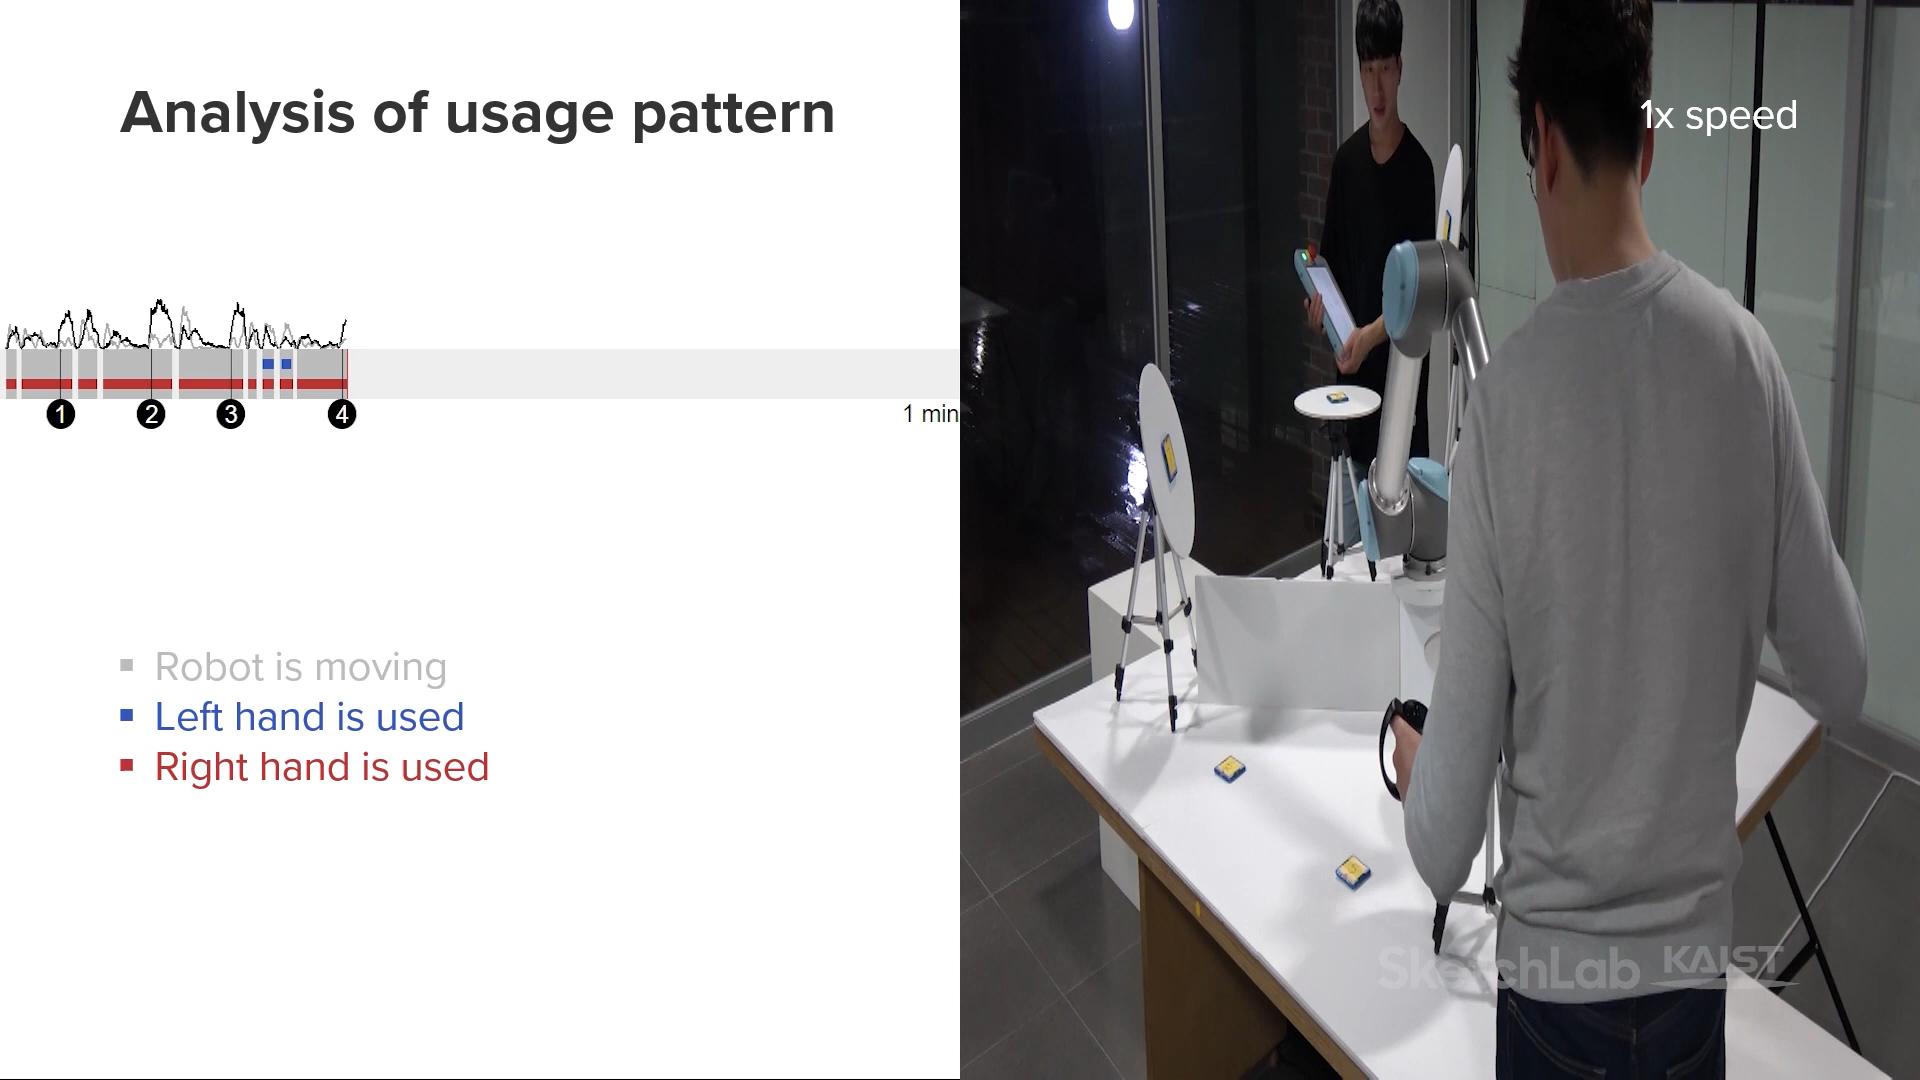 Analysis of usage pattern
1x speed
1 2 3 4 1 min
Robot is moving
Left hand is used
Right hand is used
SketchLab KAIST